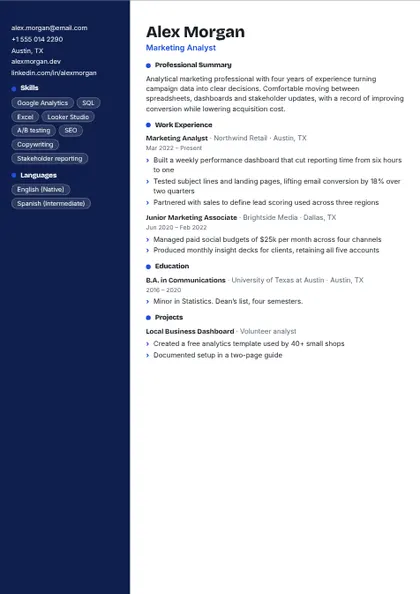 alex.morgan@email.com
+1 555 014 2290
Austin, TX
alexmorgan.dev
linkedin.com/in/alexmorgan
Skills
Google Analytics
SQL
Excel
Looker Studio
A/B testing
SEO
Copywriting
Stakeholder reporting
Languages
English (Native)
Spanish (Intermediate)
Alex Morgan
Marketing Analyst
Professional Summary
Analytical marketing professional with four years of experience turning
campaign data into clear decisions. Comfortable moving between
spreadsheets, dashboards and stakeholder updates, with a record of improving
conversion while lowering acquisition cost.
Work Experience
Marketing Analyst · Northwind Retail · Austin, TX
Mar 2022 – Present
› Built a weekly performance dashboard that cut reporting time from six hours
to one
› Tested subject lines and landing pages, lifting email conversion by 18% over
two quarters
› Partnered with sales to define lead scoring used across three regions
Junior Marketing Associate · Brightside Media · Dallas, TX
Jun 2020 – Feb 2022
› Managed paid social budgets of $25k per month across four channels
› Produced monthly insight decks for clients, retaining all five accounts
Education
B.A. in Communications · University of Texas at Austin · Austin, TX
2016 – 2020
› Minor in Statistics. Dean's list, four semesters.
Projects
Local Business Dashboard · Volunteer analyst
› Created a free analytics template used by 40+ small shops
› Documented setup in a two-page guide